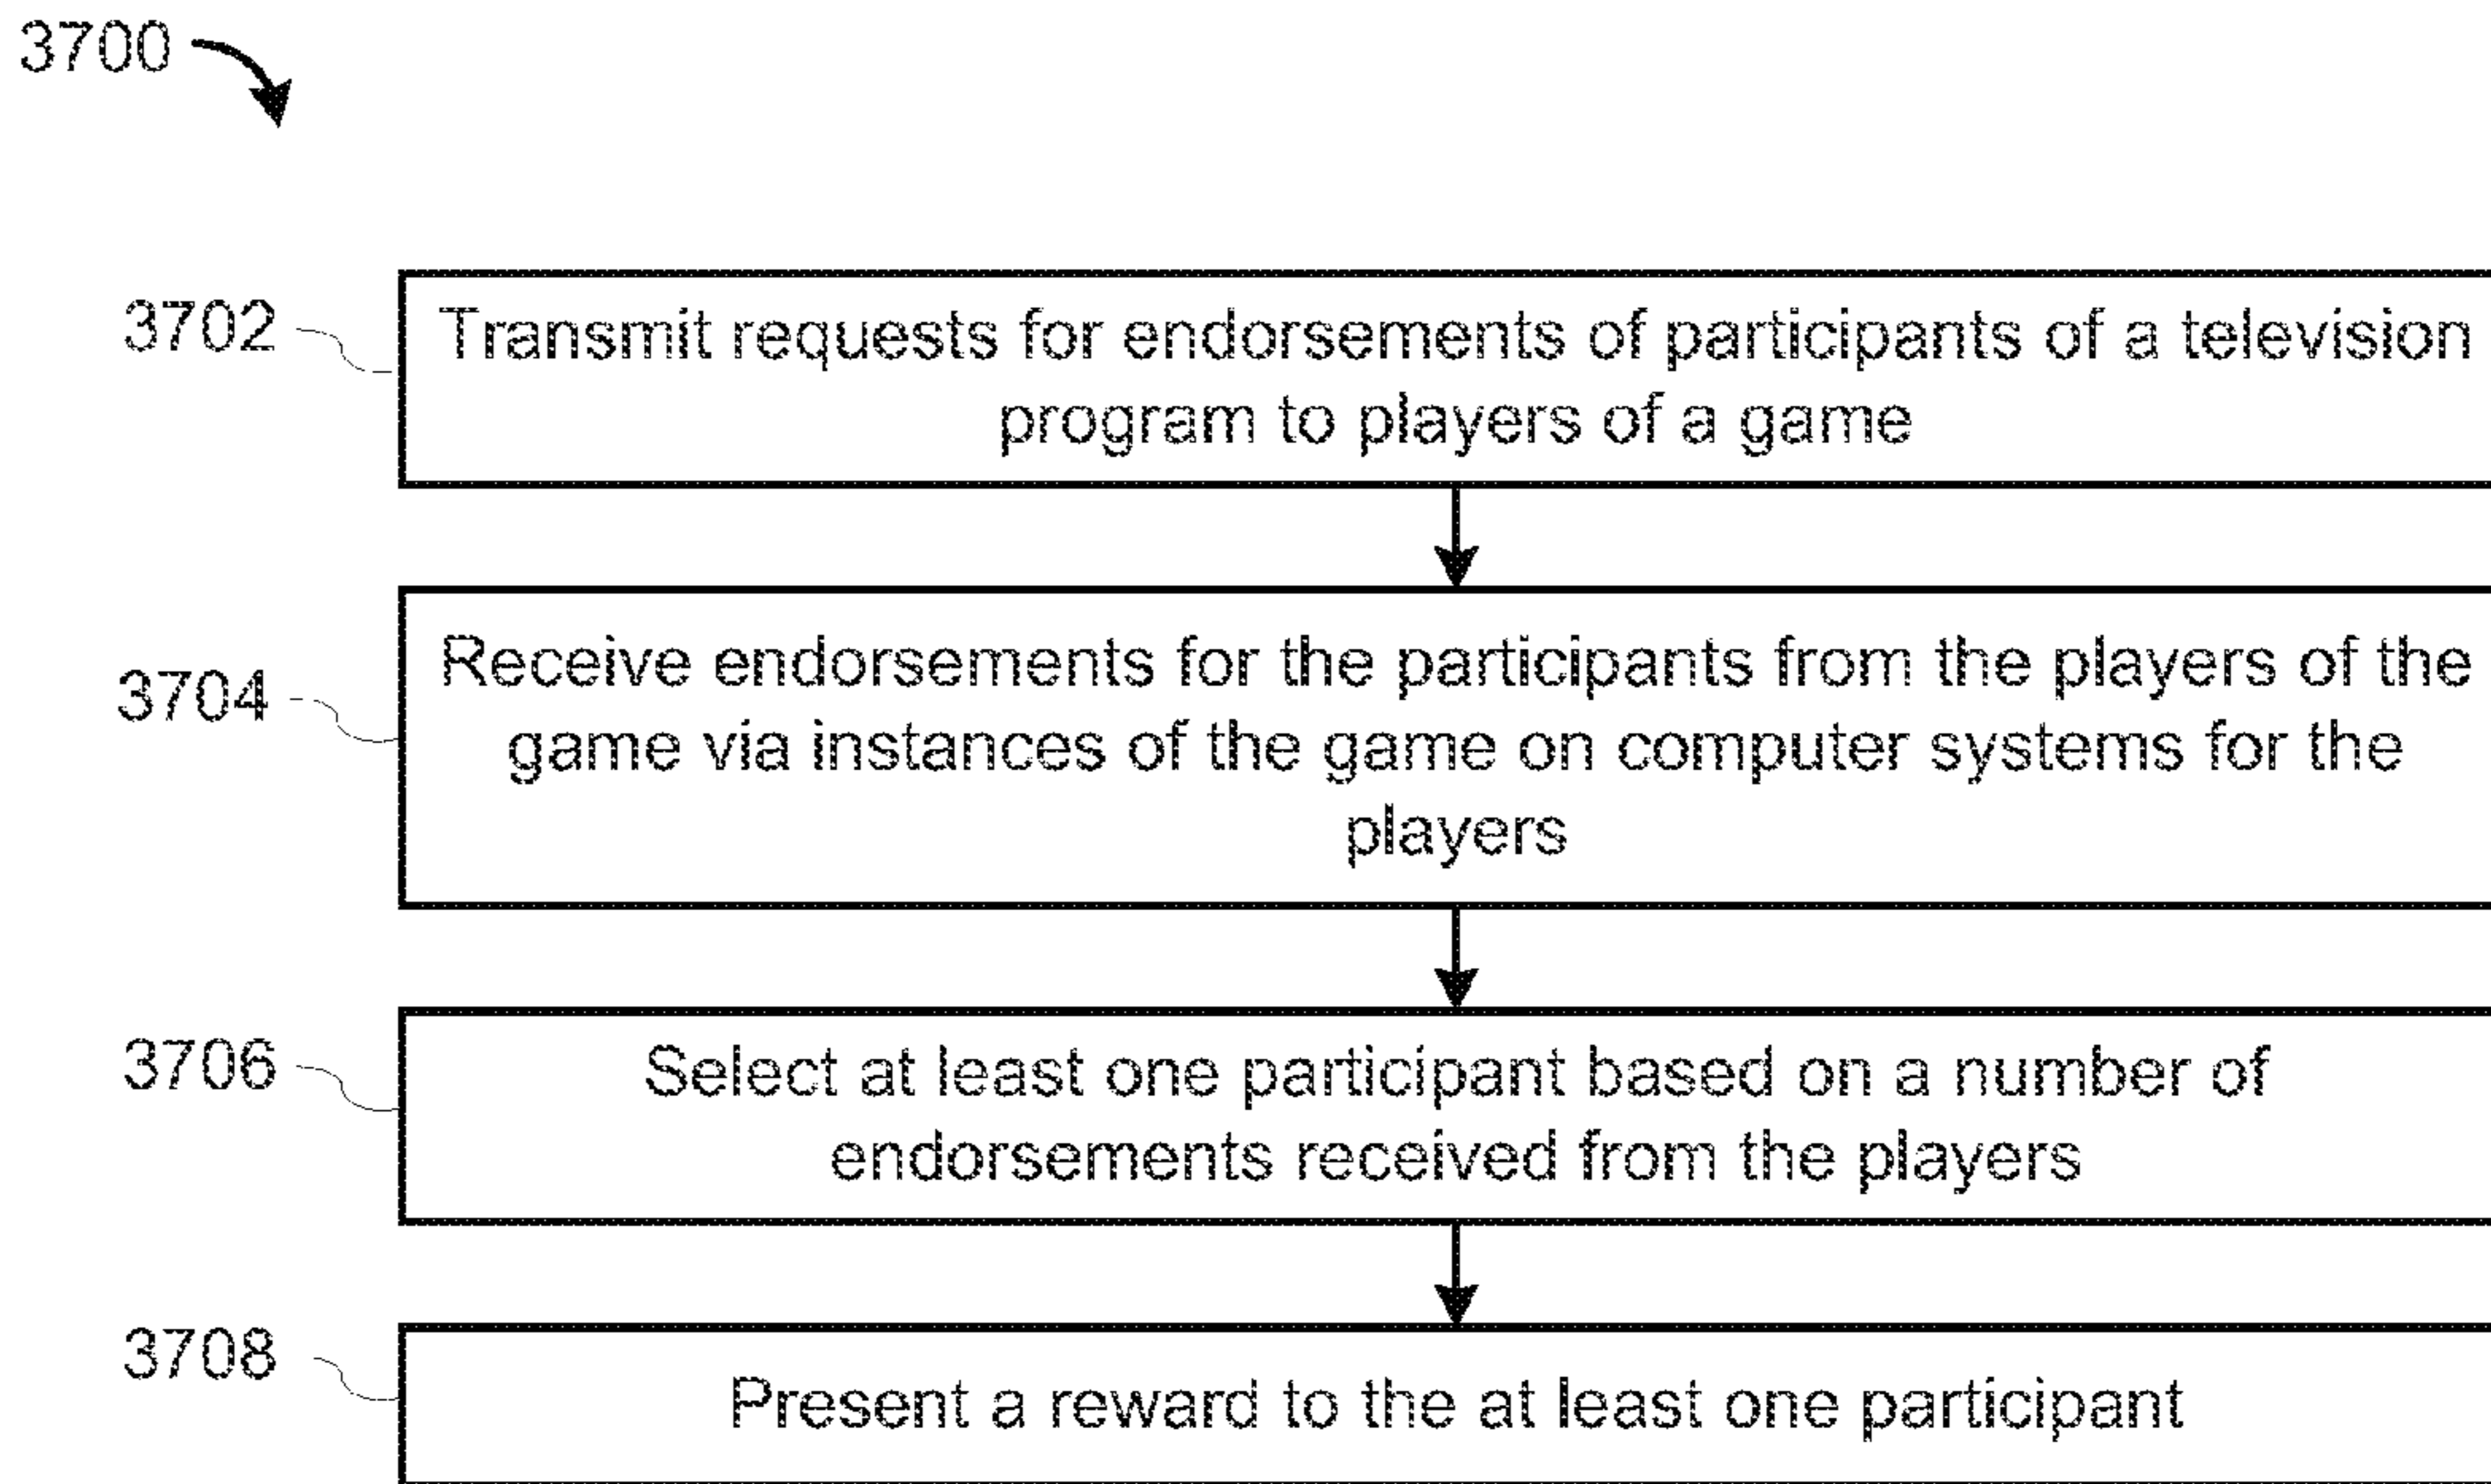 3700
3702
Transmit requests for endorsements of participants of a television
program to players of a game
3704
Receive endorsements for the participants from the players of the
game via instances of the game on computer systems for the
players
3706
Select at least one participant based on a number of
endorsements received from the players
3708
Present a reward to the at least one participant